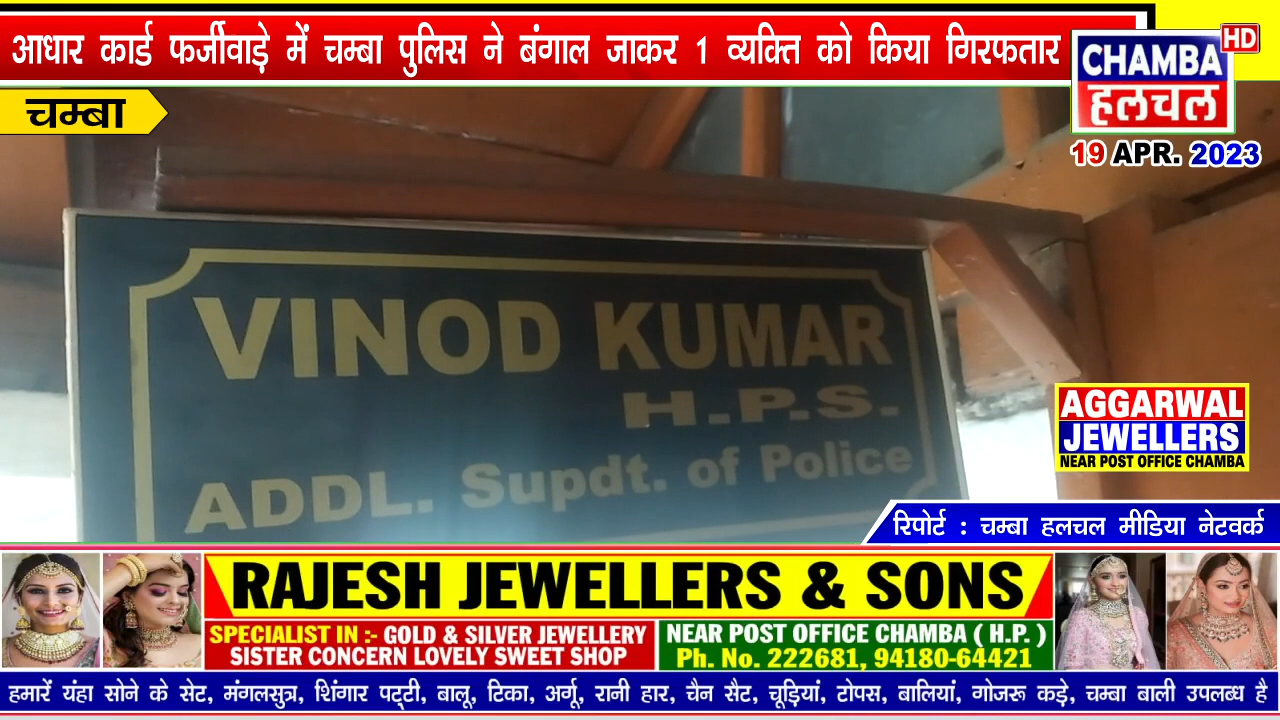 आधार कार्ड फर्जीवाड़े में चम्बा पुलिस ने बंगाल जाकर 1 व्यक्ति को किया गिरफतार
HD
CHAMBA
हलचल
19 APR. 2023
चम्बा
VINOD KUMAR
H.P.S.
ADDL. Supdt. of Police
AGGARWAL
JEWELLERS
NEAR POST OFFICE CHAMBA
रिपोर्ट : चम्बा हलचल मीडिया नेटवर्क
RAJESH JEWELLERS & SONS
SPECIALIST IN :- GOLD & SILVER JEWELLERY
SISTER CONCERN LOVELY SWEET SHOP
NEAR POST OFFICE CHAMBA ( H.P. )
Ph. No. 222681, 94180-64421
हमारें यंहा सोने के सेट, मंगलसुत्र, शिंगार पट्टी, बालू, टिका, अर्गू, रानी हार, चैन सैट, चूड़ियां, टोपस, बालियां, गोजरू कड़े, चम्बा बाली उपलब्ध है